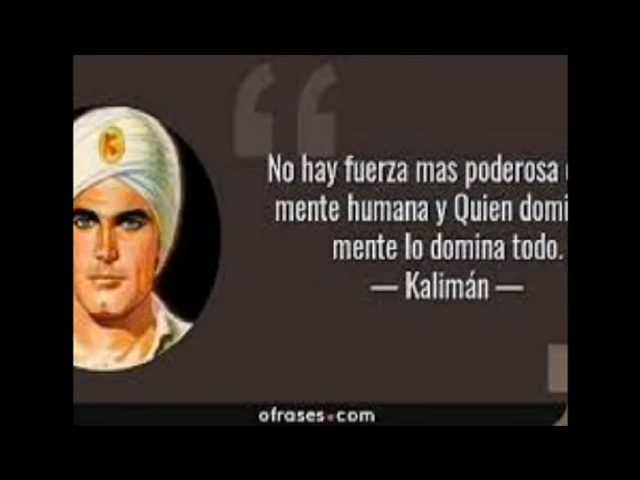 No hay fuerza mas poderosa
mente humana y Quien domi
mente lo domina todo.
— Kalimán —
ofrases.com